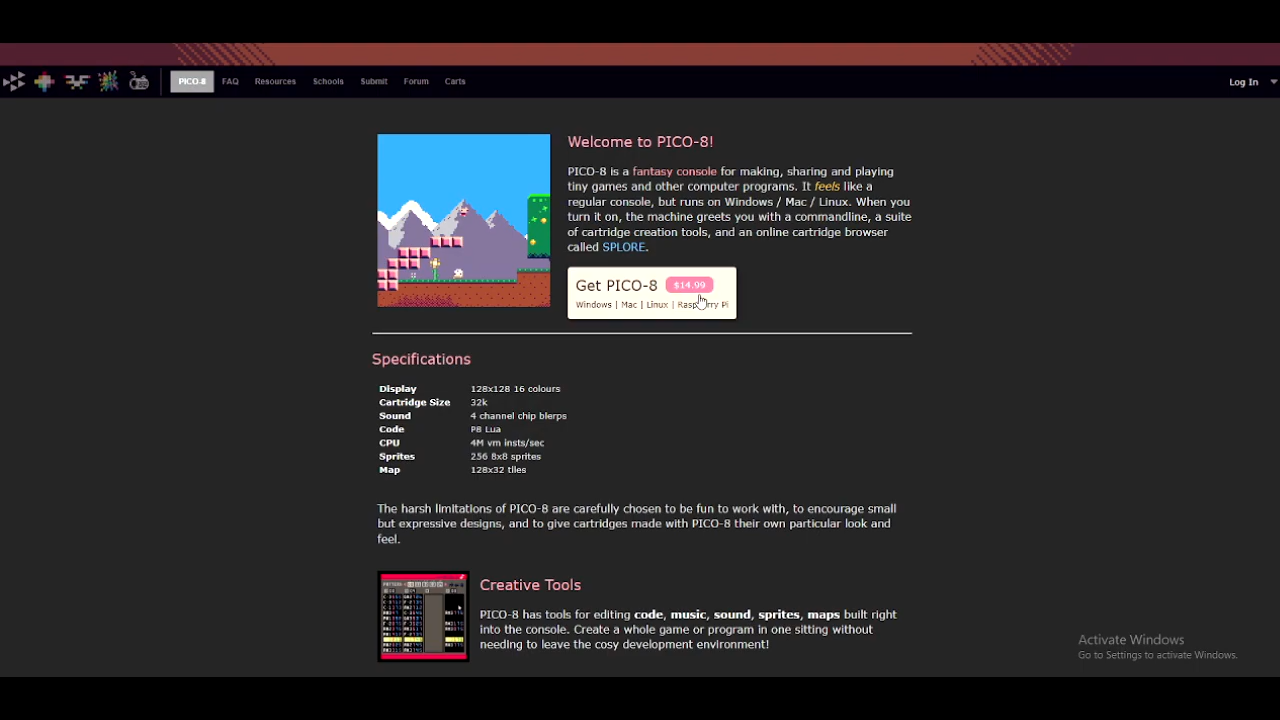 PICO-8 FAQ Resources Schools Submit Forum Carts Log In
Welcome to PICO-8!
PICO-8 is a fantasy console for making, sharing and playing
tiny games and other computer programs. It feels like a
regular console, but runs on Windows / Mac / Linux. When you
turn it on, the machine greets you with a commandline, a suite
of cartridge creation tools, and an online cartridge browser
called SPLORE.
Get PICO-8 $14.99
Windows | Mac | Linux | Raspberry Pi
Specifications
Display 128x128 16 colours
Cartridge Size 32k
Sound 4 channel chip blerps
Code P8 Lua
CPU 4M vm insts/sec
Sprites 256 8x8 sprites
Map 128x32 tiles
The harsh limitations of PICO-8 are carefully chosen to be fun to work with, to encourage small
but expressive designs, and to give cartridges made with PICO-8 their own particular look and
feel.
Creative Tools
PICO-8 has tools for editing code, music, sound, sprites, maps built right
into the console. Create a whole game or program in one sitting without
needing to leave the cosy development environment!
Activate Windows
Go to Settings to activate Windows.